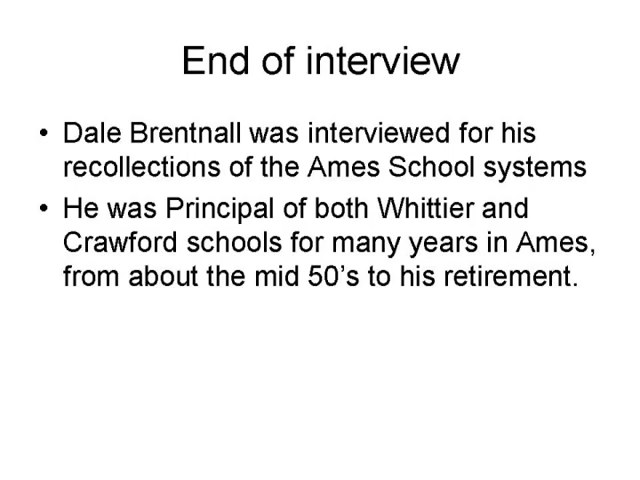 End of interview
• Dale Brentnall was interviewed for his
recollections of the Ames School systems
• He was Principal of both Whittier and
Crawford schools for many years in Ames,
from about the mid 50’s to his retirement.